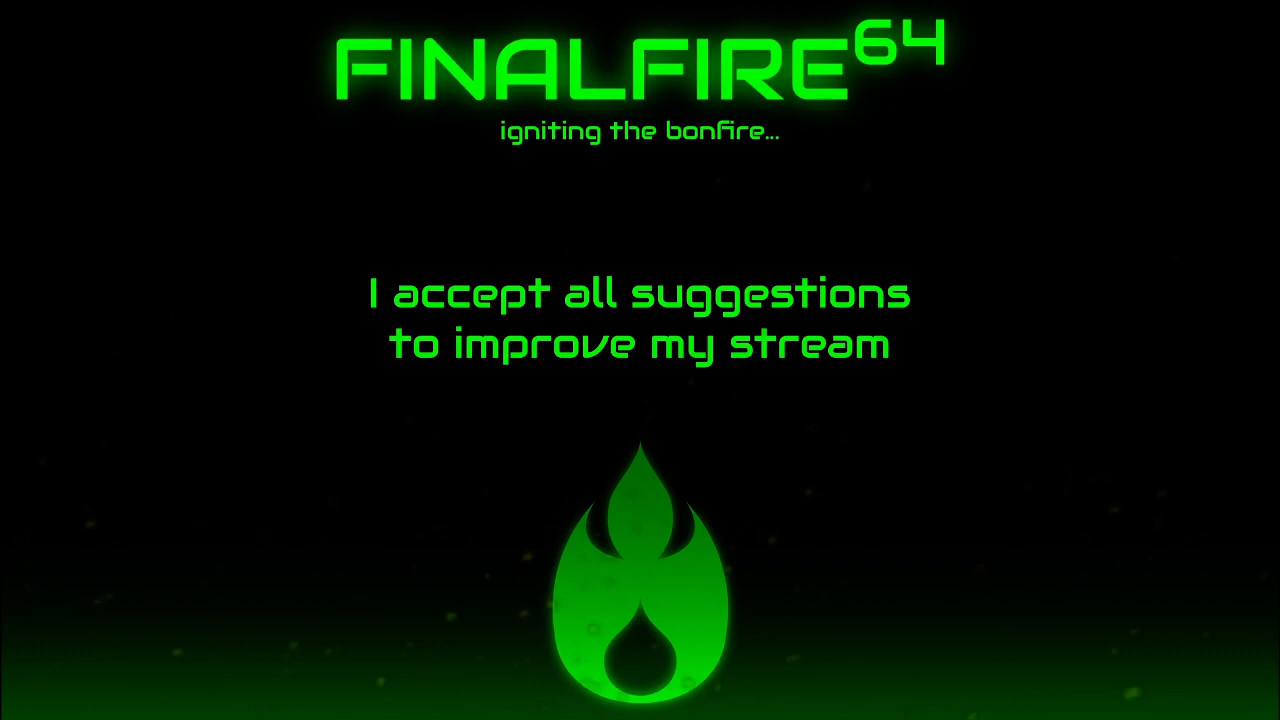 FINALFIRE64
igniting the bonfire...
I accept all suggestions
to improve my stream